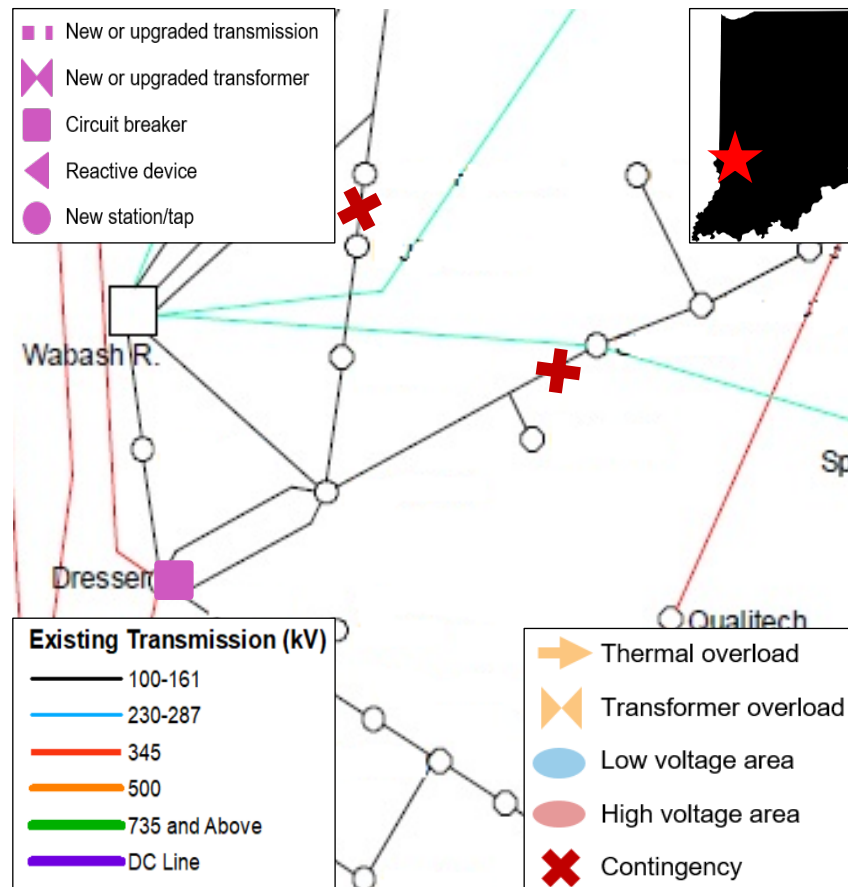 New or upgraded transmission
New or upgraded transformer
Circuit breaker
Reactive device
New station/tap
Wabash R.
Sp
Dresser
Qualitech
Existing Transmission (kV)
100-161
230-287
345
500
735 and Above
DC Line
Thermal overload
Transformer overload
Low voltage area
High voltage area
Contingency